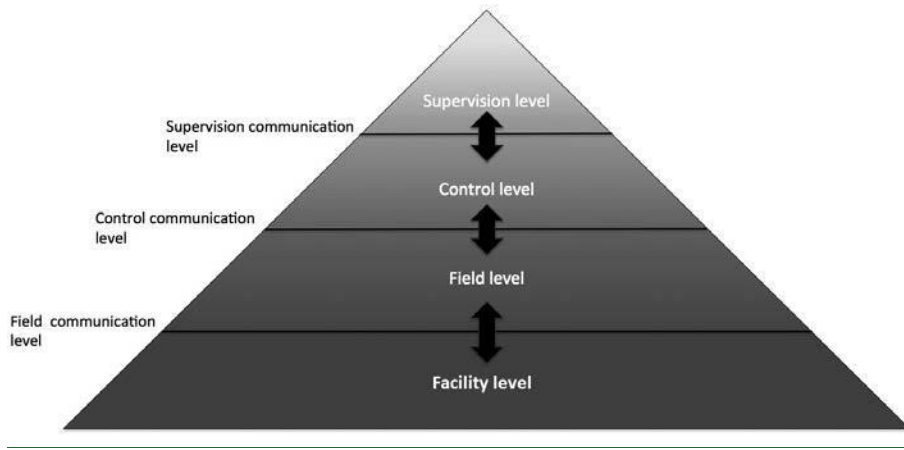 Supervision level
Supervision communication
level
Control level
Control communication
level
Field level
Field communication
level
Facility level